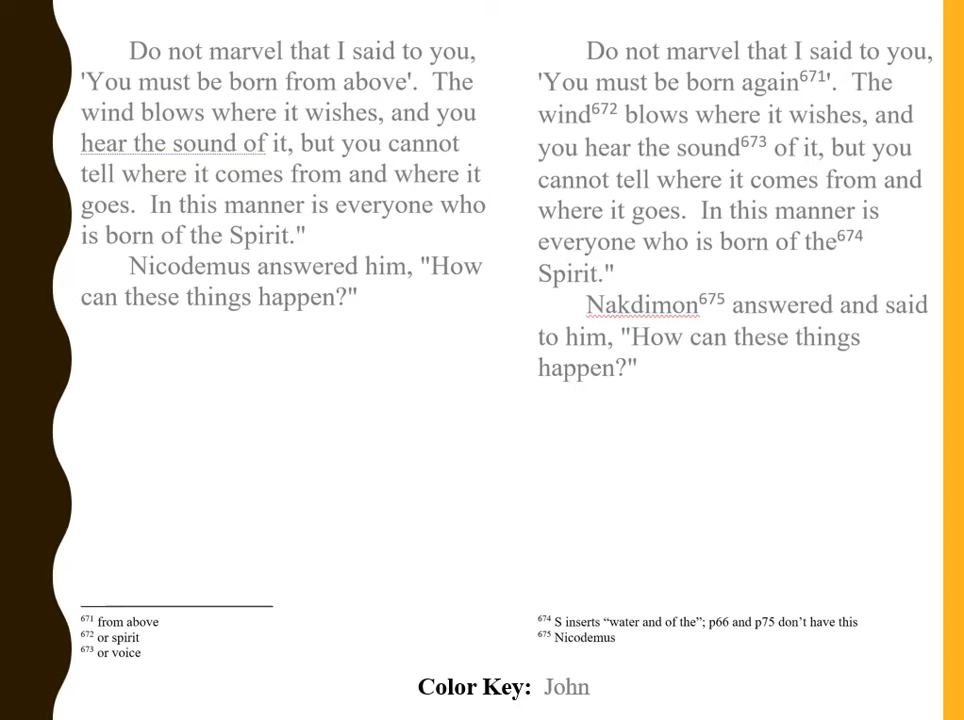 Do not marvel that I said to you,
'You must be born from above'.  The
wind blows where it wishes, and you
hear the sound of it, but you cannot
tell where it comes from and where it
goes.  In this manner is everyone who
is born of the Spirit."
Nicodemus answered him, "How
can these things happen?"
Do not marvel that I said to you,
'You must be born again⁶⁷¹'.  The
wind⁶⁷² blows where it wishes, and
you hear the sound⁶⁷³ of it, but you
cannot tell where it comes from and
where it goes.  In this manner is
everyone who is born of the⁶⁷⁴
Spirit."
Nakdimon⁶⁷⁵ answered and said
to him, "How can these things
happen?"
⁶⁷¹ from above
⁶⁷² or spirit
⁶⁷³ or voice
⁶⁷⁴ S inserts “water and of the”; p66 and p75 don’t have this
⁶⁷⁵ Nicodemus
Color Key:  John